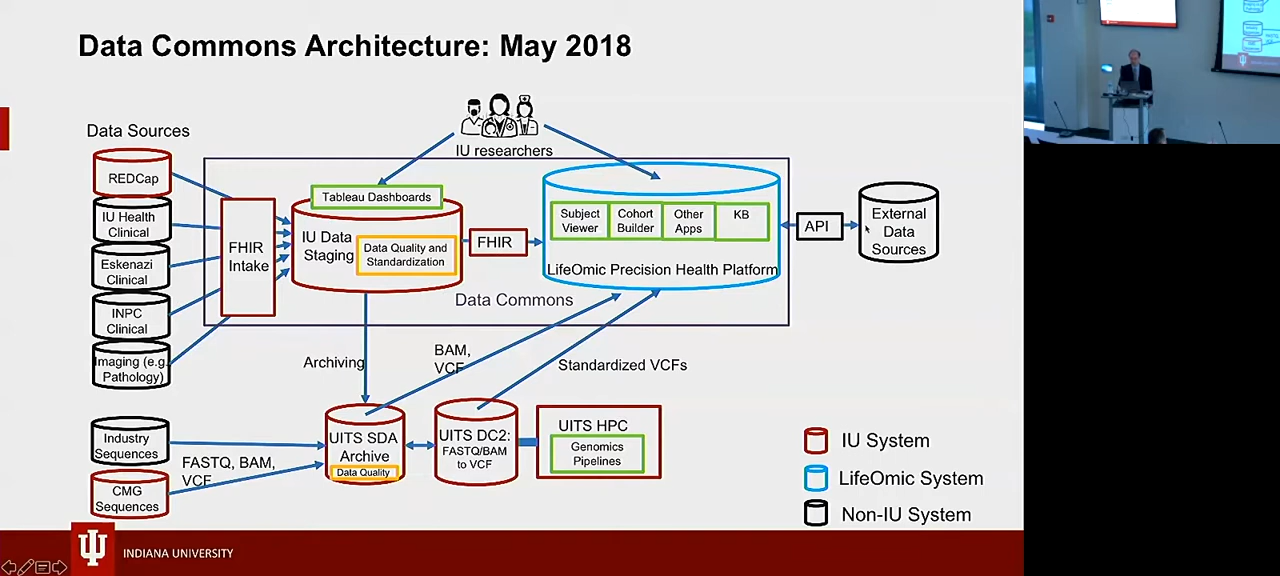 Data Commons Architecture: May 2018
Data Sources
IU researchers
REDCap
IU Health
Clinical
Eskenazi
Clinical
INPC
Clinical
Imaging (e.g.
Pathology)
FHIR
Intake
Tableau Dashboards
IU Data
Staging
Data Quality and
Standardization
FHIR
Subject
Viewer
Cohort
Builder
Other
Apps
KB
LifeOmic Precision Health Platform
Data Commons
API
External
Data
Sources
Archiving
BAM,
VCF
Standardized VCFs
Industry
Sequences
FASTQ, BAM,
VCF
CMG
Sequences
UITS SDA
Archive
Data Quality
UITS DC2:
FASTQ/BAM
to VCF
UITS HPC
Genomics
Pipelines
IU System
LifeOmic System
Non-IU System
INDIANA UNIVERSITY